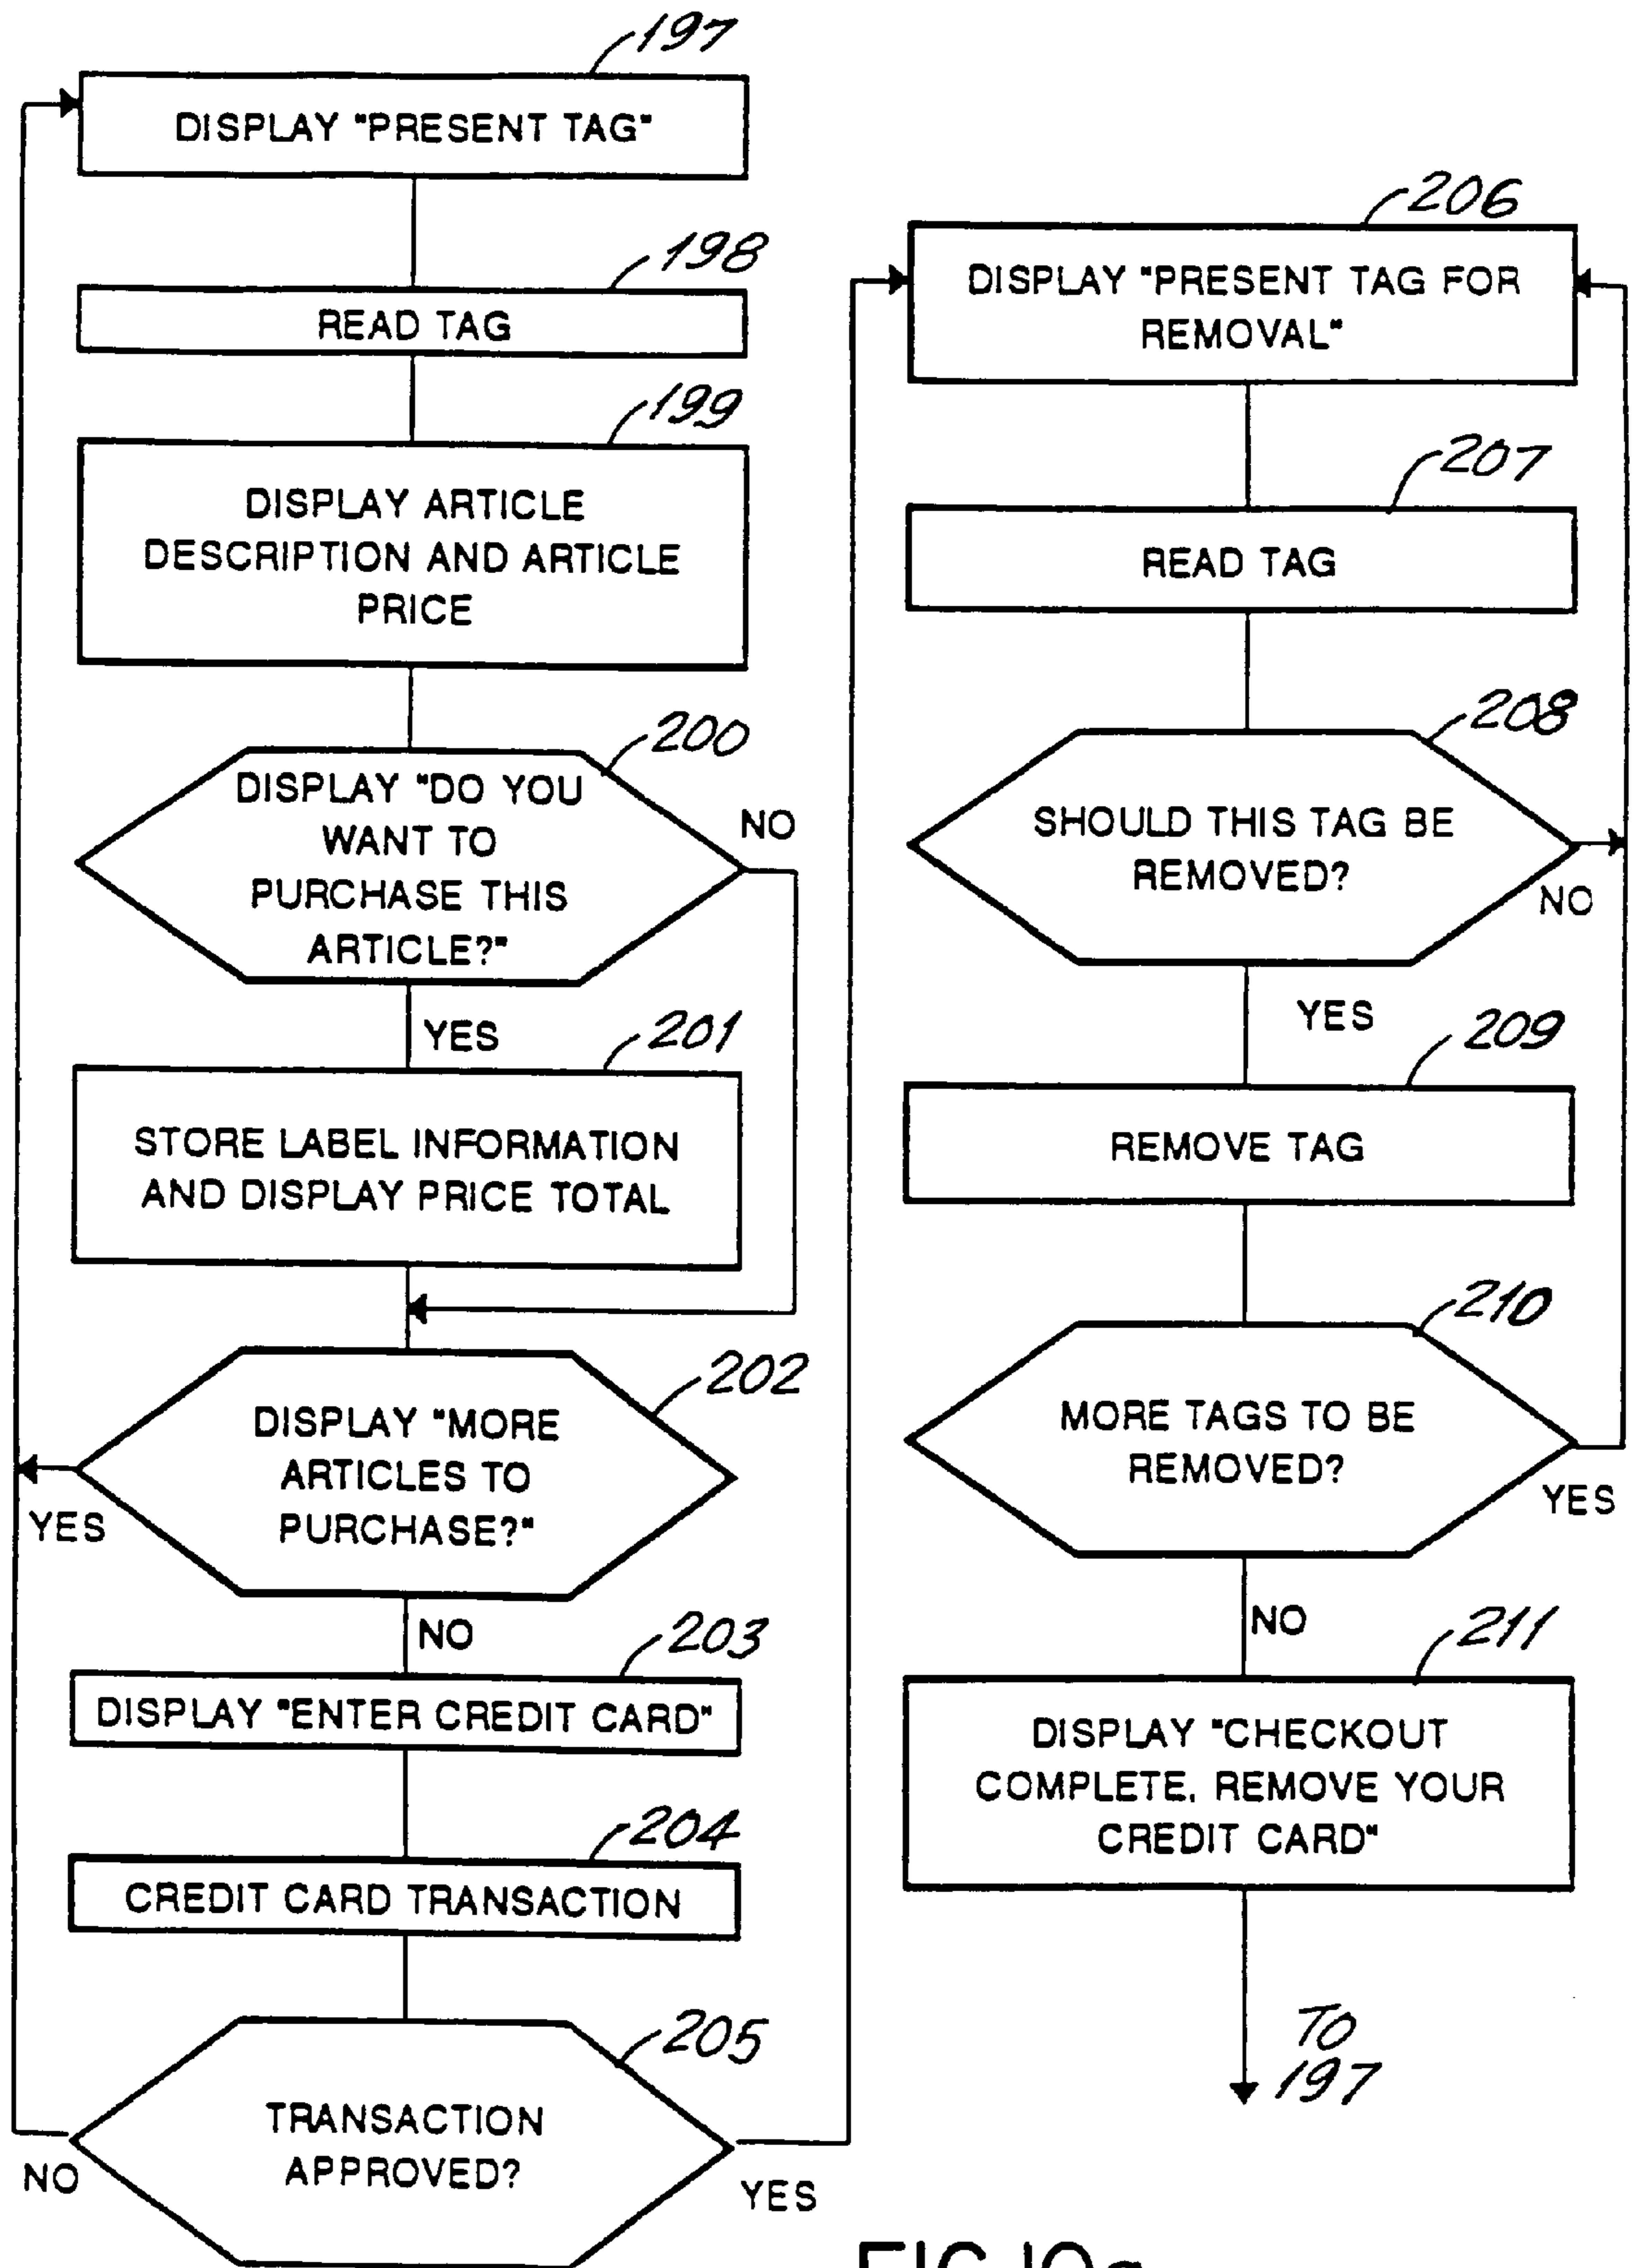 197
DISPLAY "PRESENT TAG"
198
READ TAG
199
DISPLAY ARTICLE
DESCRIPTION AND ARTICLE
PRICE
200
DISPLAY "DO YOU
WANT TO
PURCHASE THIS
ARTICLE?"
NO
YES
201
STORE LABEL INFORMATION
AND DISPLAY PRICE TOTAL
202
DISPLAY "MORE
ARTICLES TO
PURCHASE?"
YES
NO
203
DISPLAY "ENTER CREDIT CARD"
204
CREDIT CARD TRANSACTION
205
TRANSACTION
APPROVED?
NO
YES
206
DISPLAY "PRESENT TAG FOR
REMOVAL"
207
READ TAG
208
SHOULD THIS TAG BE
REMOVED?
NO
YES
209
REMOVE TAG
210
MORE TAGS TO BE
REMOVED?
YES
NO
211
DISPLAY "CHECKOUT
COMPLETE, REMOVE YOUR
CREDIT CARD"
TO
197